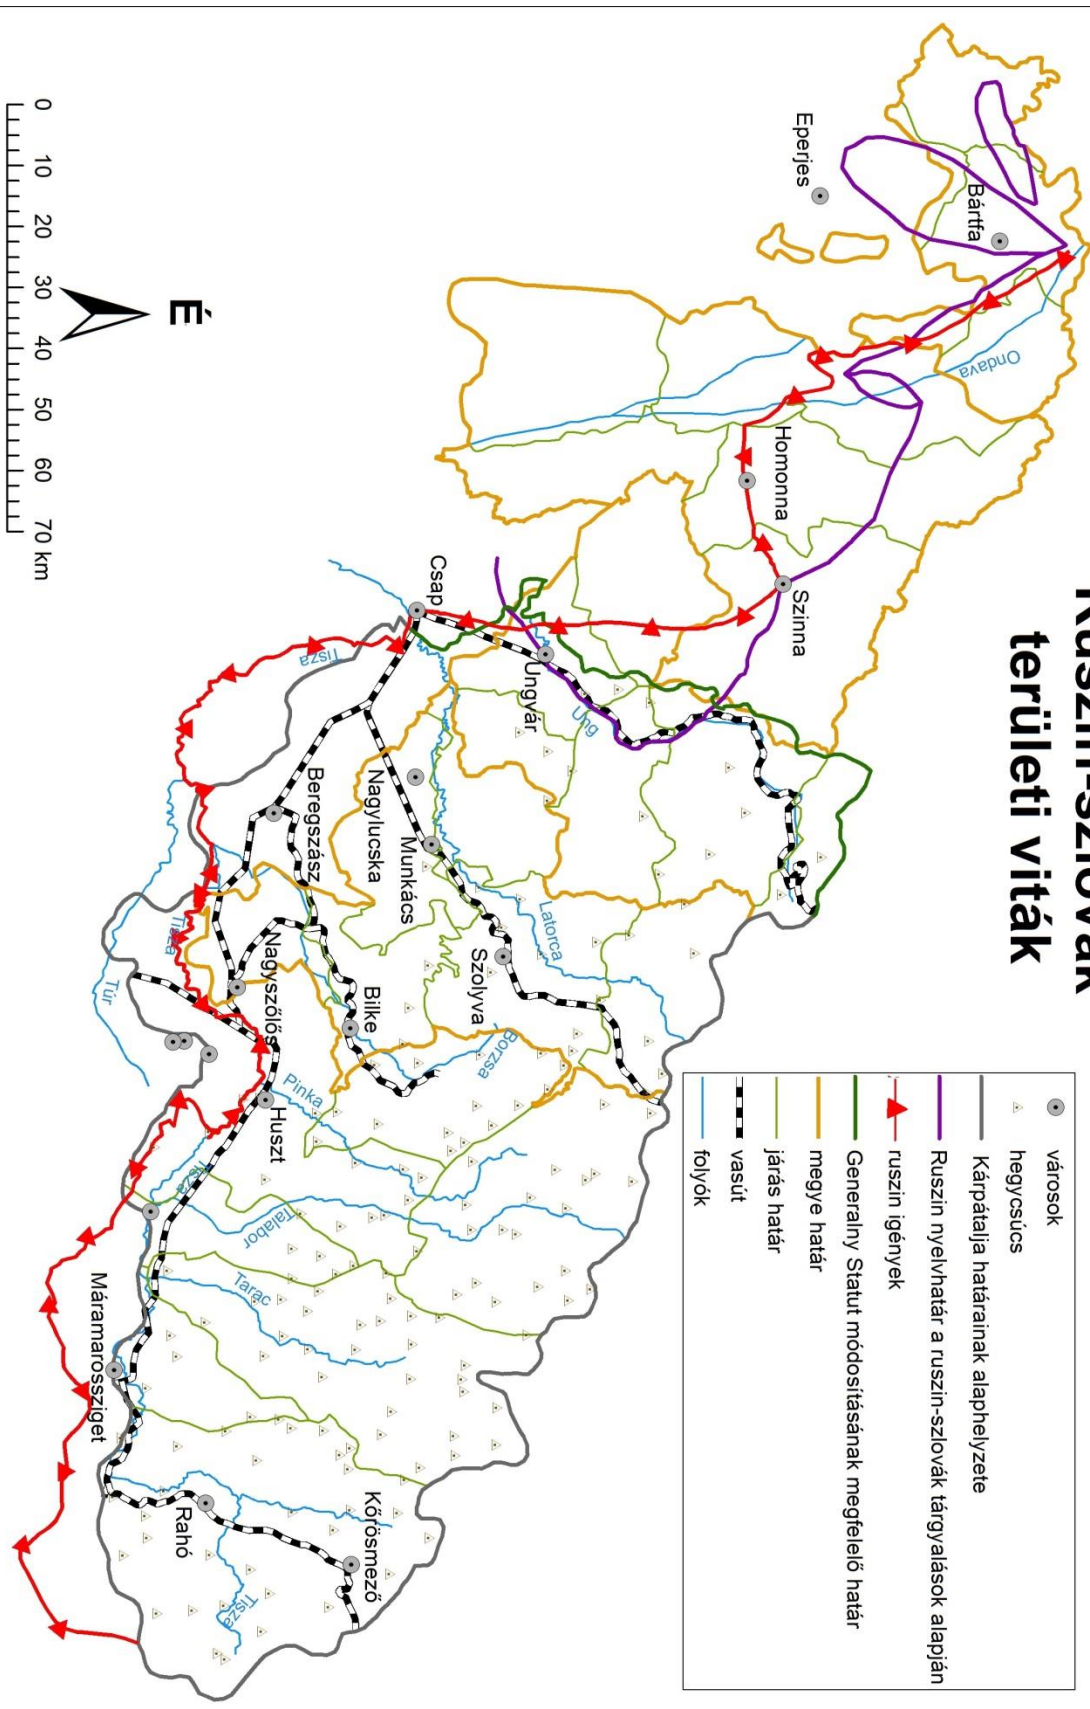 Ruszin-szlovák
területi viták
városok
hegycsúcs
Kárpátalja határainak alaphelyzete
Ruszin nyelvhatár a ruszin-szlovák tárgyalások alapján
ruszin igények
Generalny Statut módosításának megfelelő határ
megye határ
járás határ
vasút
folyók
Bártfa
Eperjes
Ondava
Homonna
Szinna
Csap
Ungvár
Ung
Tisza
Nagylucska
Munkács
Beregszász
Latorca
Szolyva
Tisza
Nagyszőlős
Bilke
Borzsa
Túr
Pinka
Huszt
Tisza
Talabor
Tarac
Máramarossziget
Rahó
Kőrösmező
Tisza
É
0 10 20 30 40 50 60 70 km